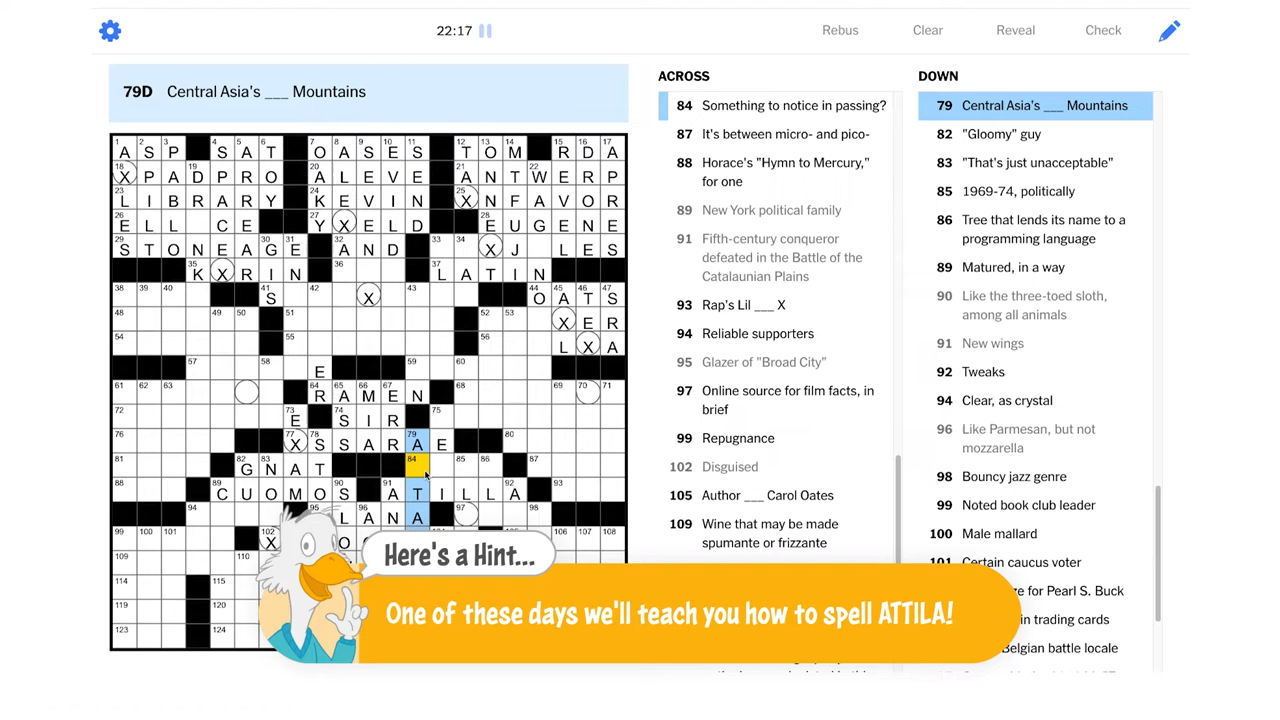 22:17
Rebus
Clear
Reveal
Check
79D Central Asia's ___ Mountains
ACROSS
84 Something to notice in passing?
87 It's between micro- and pico-
88 Horace's "Hymn to Mercury,"
for one
89 New York political family
91 Fifth-century conqueror
defeated in the Battle of the
Catalaunian Plains
93 Rap's Lil ___ X
94 Reliable supporters
95 Glazer of "Broad City"
97 Online source for film facts, in
brief
99 Repugnance
102 Disguised
105 Author ___ Carol Oates
109 Wine that may be made
spumante or frizzante
DOWN
79 Central Asia's ___ Mountains
82 "Gloomy" guy
83 "That's just unacceptable"
85 1969-74, politically
86 Tree that lends its name to a
programming language
89 Matured, in a way
90 Like the three-toed sloth,
among all animals
91 New wings
92 Tweaks
94 Clear, as crystal
96 Like Parmesan, but not
mozzarella
98 Bouncy jazz genre
99 Noted book club leader
100 Male mallard
101 Certain caucus voter
ze for Pearl S. Buck
in trading cards
Belgian battle locale
A S P S A T O A S E S T O M R D A
X P A D P R O A L E V E A N T W E R P
L I B R A R Y K E V I N X N F A V O R
E L L C E Y X E L D E U G E N E
S T O N E A G E A N D X J L E S
K X R I N L A T I N
S X O A T S
X E R
L X A
E
R A M E N
E S I R
X S S A R A E
G N A T
C U O M O S A T I L L A
L A N A
X O
Here's a Hint...
One of these days we'll teach you how to spell ATTILA!